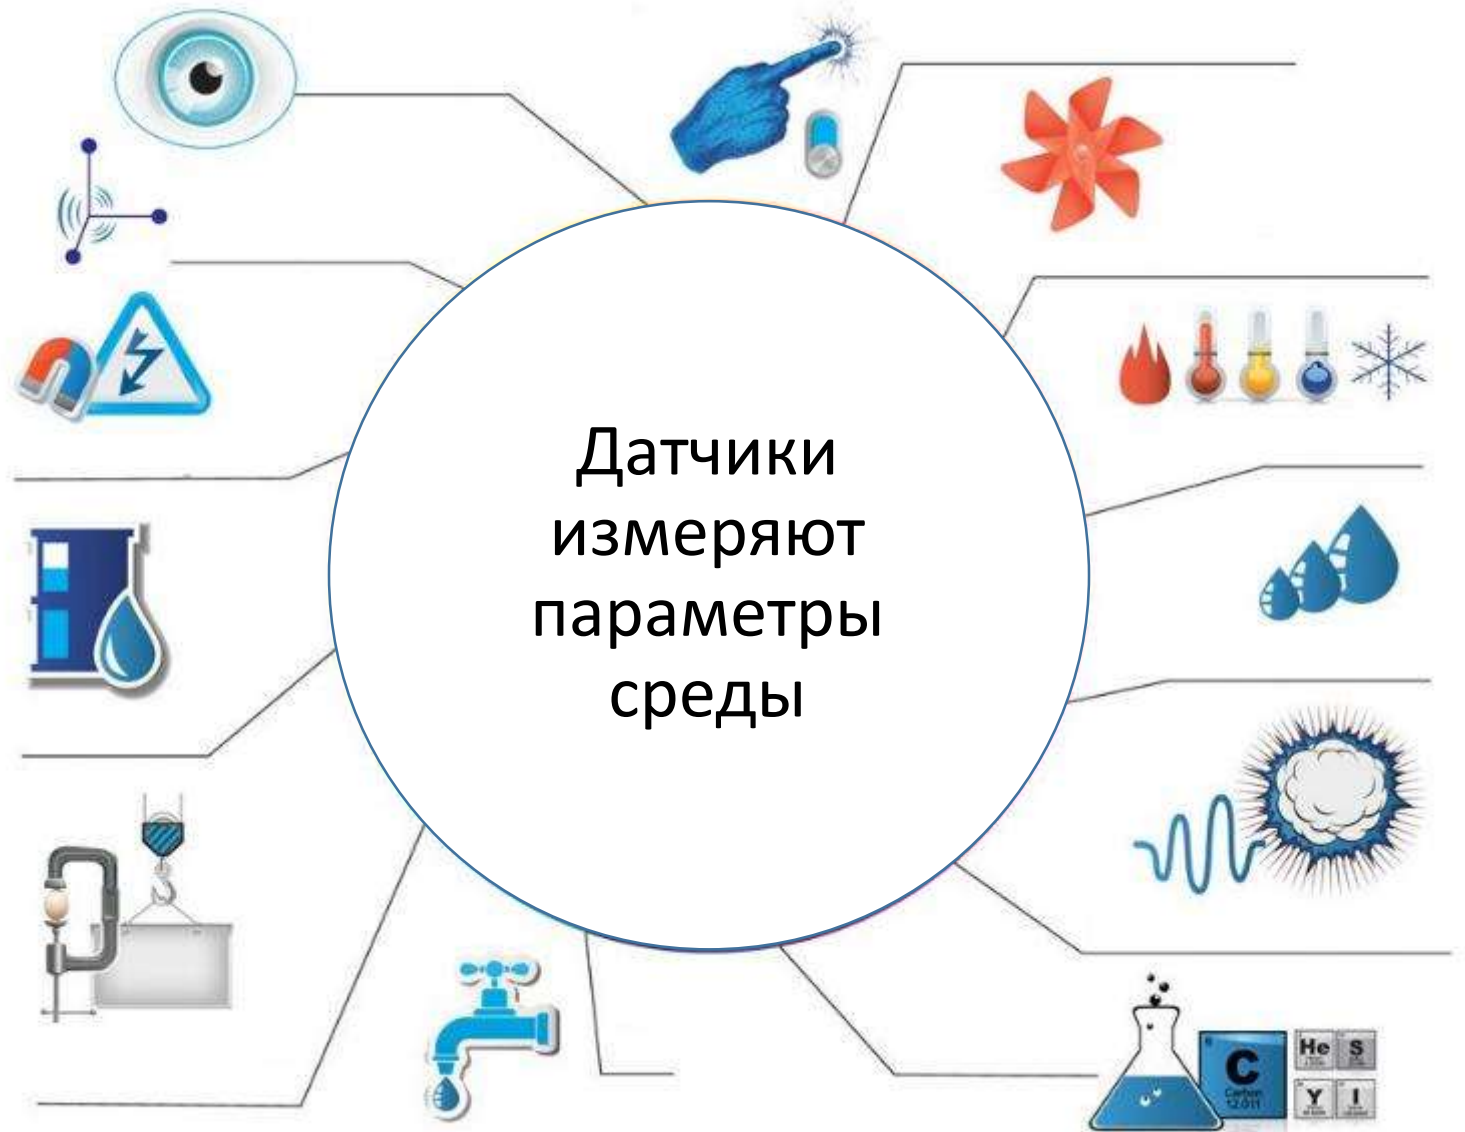 Датчики
измеряют
параметры
среды
He S
C
Carbon
12.011
Y I